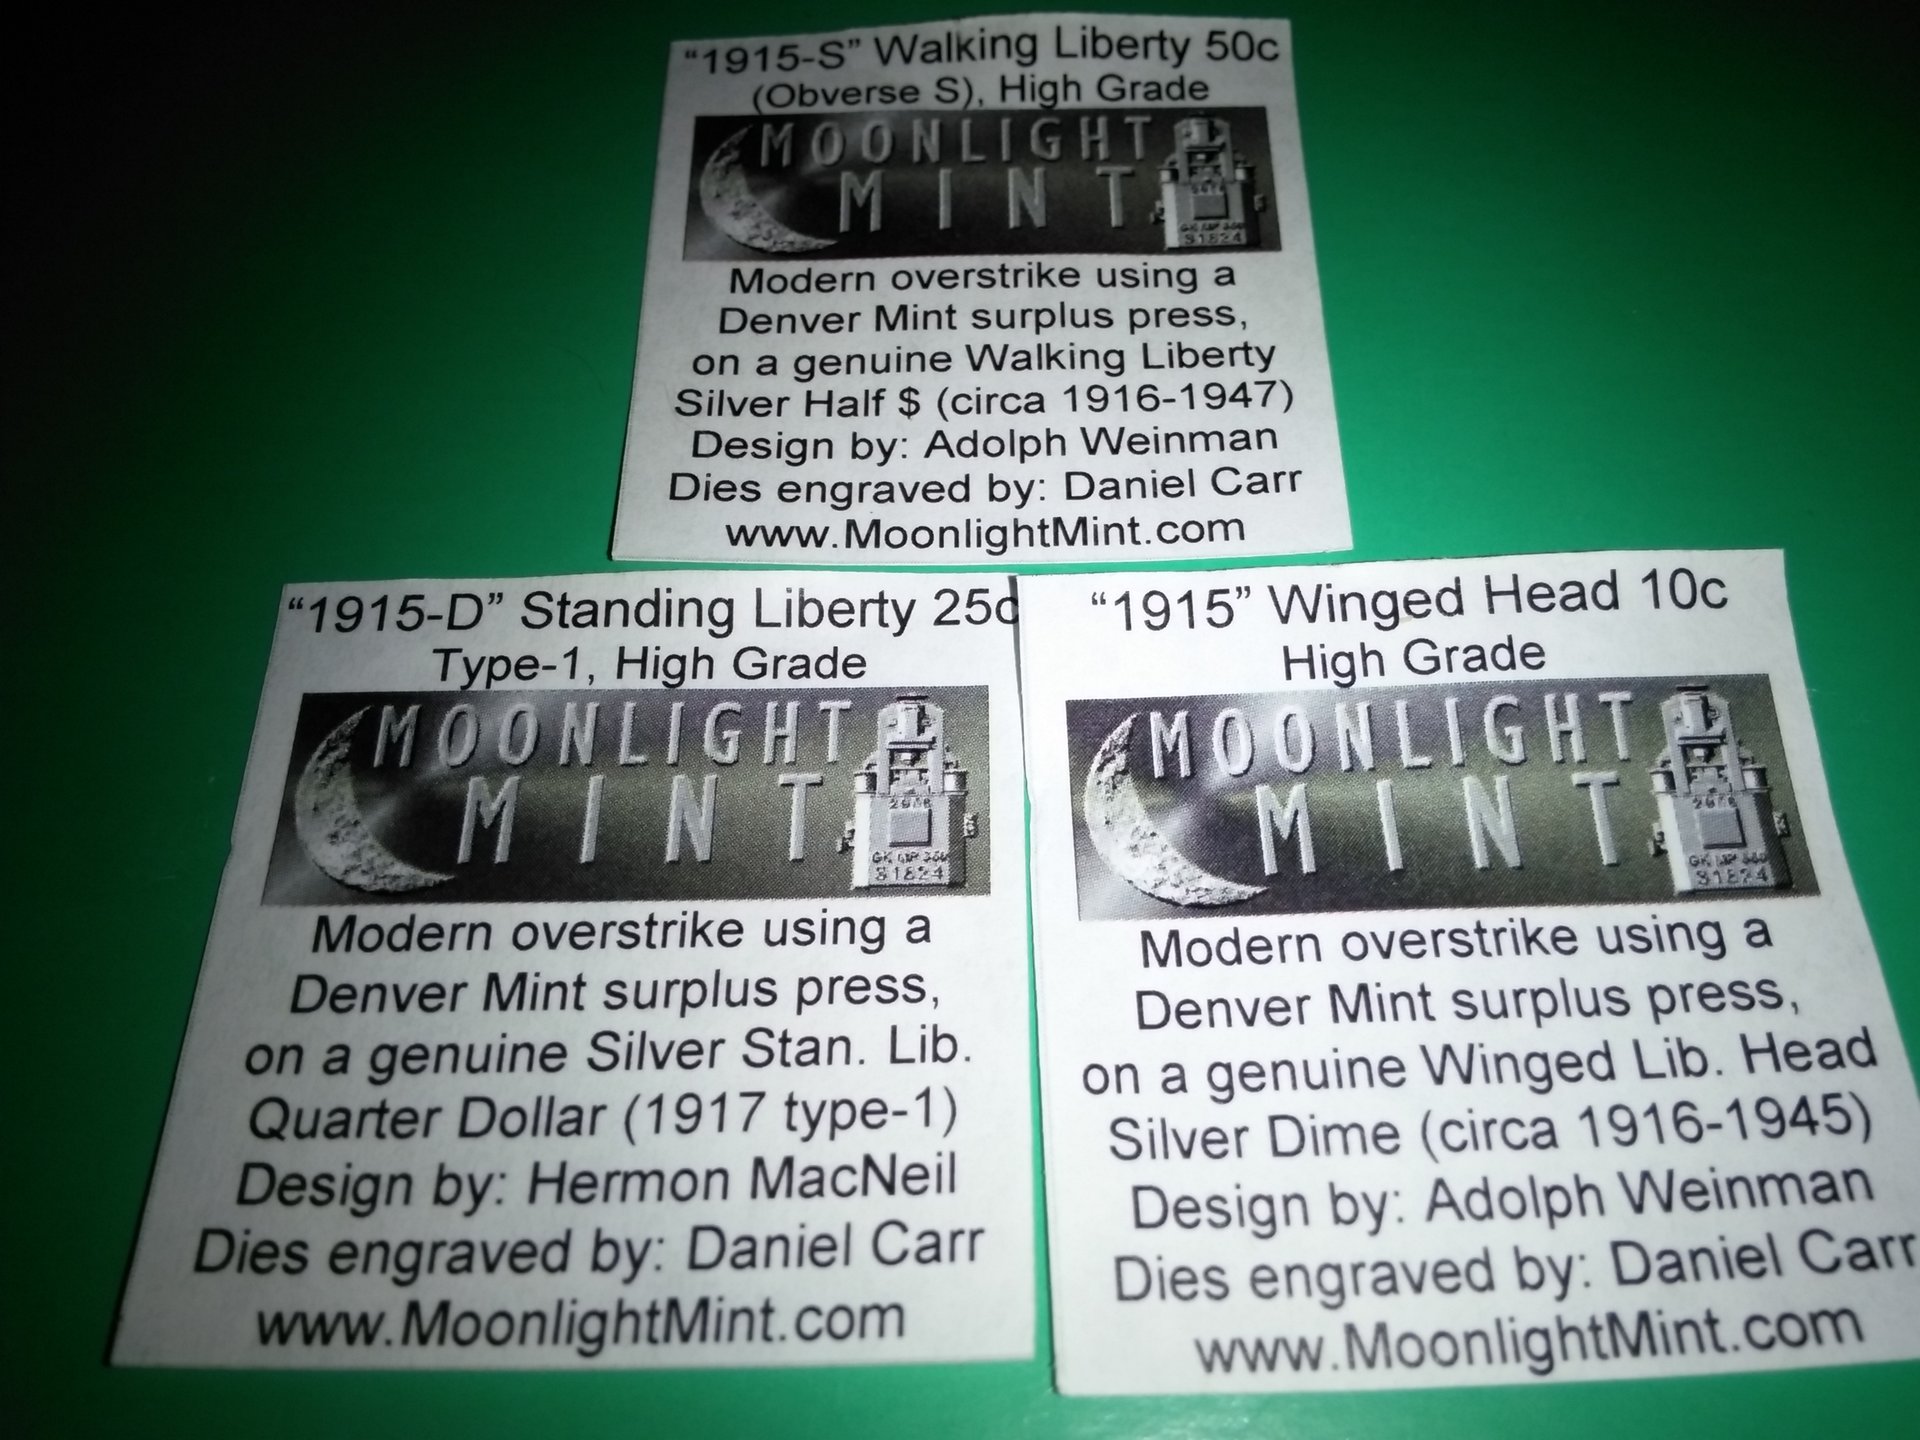 “1915-S” Walking Liberty 50c
(Obverse S), High Grade
MOONLIGHT
MINT
S1824
Modern overstrike using a
Denver Mint surplus press,
on a genuine Walking Liberty
Silver Half $ (circa 1916-1947)
Design by: Adolph Weinman
Dies engraved by: Daniel Carr
www.MoonlightMint.com
“1915-D” Standing Liberty 25c
Type-1, High Grade
MOONLIGHT
MINT
S1824
Modern overstrike using a
Denver Mint surplus press,
on a genuine Silver Stan. Lib.
Quarter Dollar (1917 type-1)
Design by: Hermon MacNeil
Dies engraved by: Daniel Carr
www.MoonlightMint.com
“1915” Winged Head 10c
High Grade
MOONLIGHT
MINT
S1824
Modern overstrike using a
Denver Mint surplus press,
on a genuine Winged Lib. Head
Silver Dime (circa 1916-1945)
Design by: Adolph Weinman
Dies engraved by: Daniel Carr
www.MoonlightMint.com